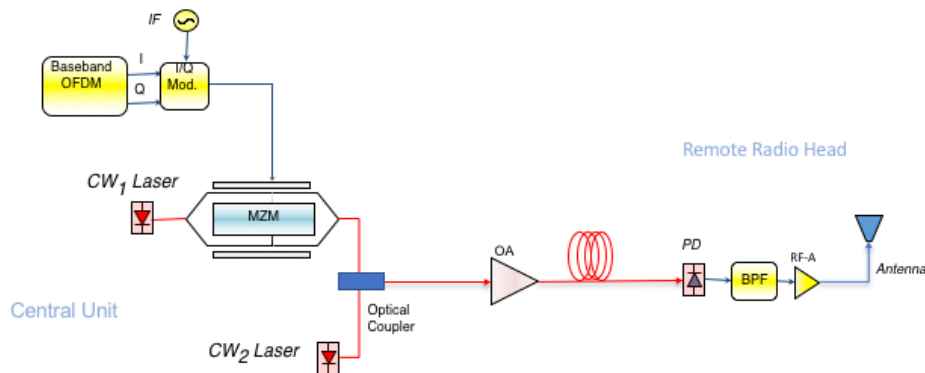 IF
Baseband
OFDM
I
Q
I/Q
Mod.
Remote Radio Head
CW1 Laser
MZM
OA
PD
RF-A
BPF
Antenna
Optical
Coupler
Central Unit
CW2 Laser